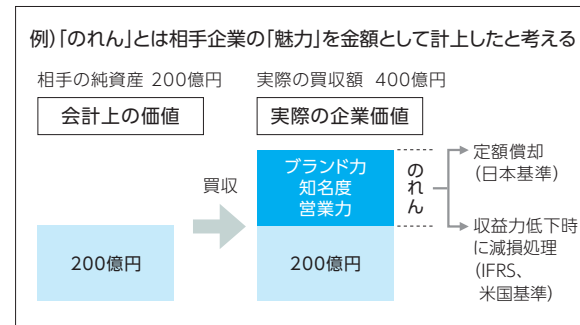 例)「のれん」とは相手企業の「魅力」を金額として計上したと考える
相手の純資産 200億円
実際の買収額 400億円
会計上の価値
実際の企業価値
買収
200億円
ブランド力
知名度
営業力
200億円
のれん
定額償却
(日本基準)
収益力低下時
に減損処理
(IFRS、
米国基準)